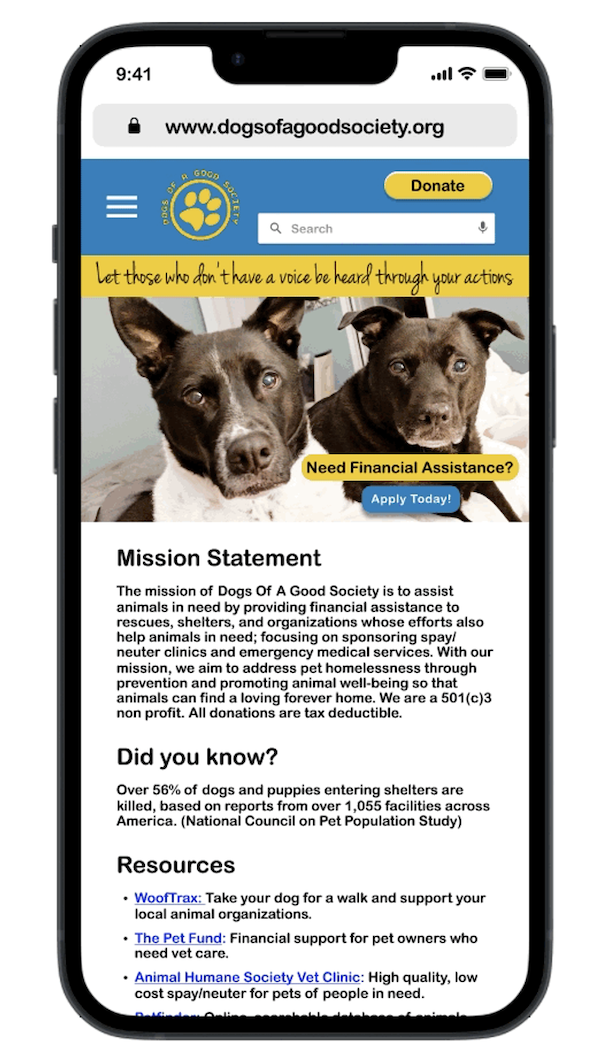 9:41
www.dogsofagoodsociety.org
DOGS OF A GOOD SOCIETY
Donate
Search
Let those who don't have a voice be heard through your actions
Need Financial Assistance?
Apply Today!
Mission Statement
The mission of Dogs Of A Good Society is to assist
animals in need by providing financial assistance to
rescues, shelters, and organizations whose efforts also
help animals in need; focusing on sponsoring spay/
neuter clinics and emergency medical services. With our
mission, we aim to address pet homelessness through
prevention and promoting animal well-being so that
animals can find a loving forever home. We are a 501(c)3
non profit. All donations are tax deductible.
Did you know?
Over 56% of dogs and puppies entering shelters are
killed, based on reports from over 1,055 facilities across
America. (National Council on Pet Population Study)
Resources
• WoofTrax: Take your dog for a walk and support your
local animal organizations.
• The Pet Fund: Financial support for pet owners who
need vet care.
• Animal Humane Society Vet Clinic: High quality, low
cost spay/neuter for pets of people in need.
• Petfinder: Online, searchable database of animals